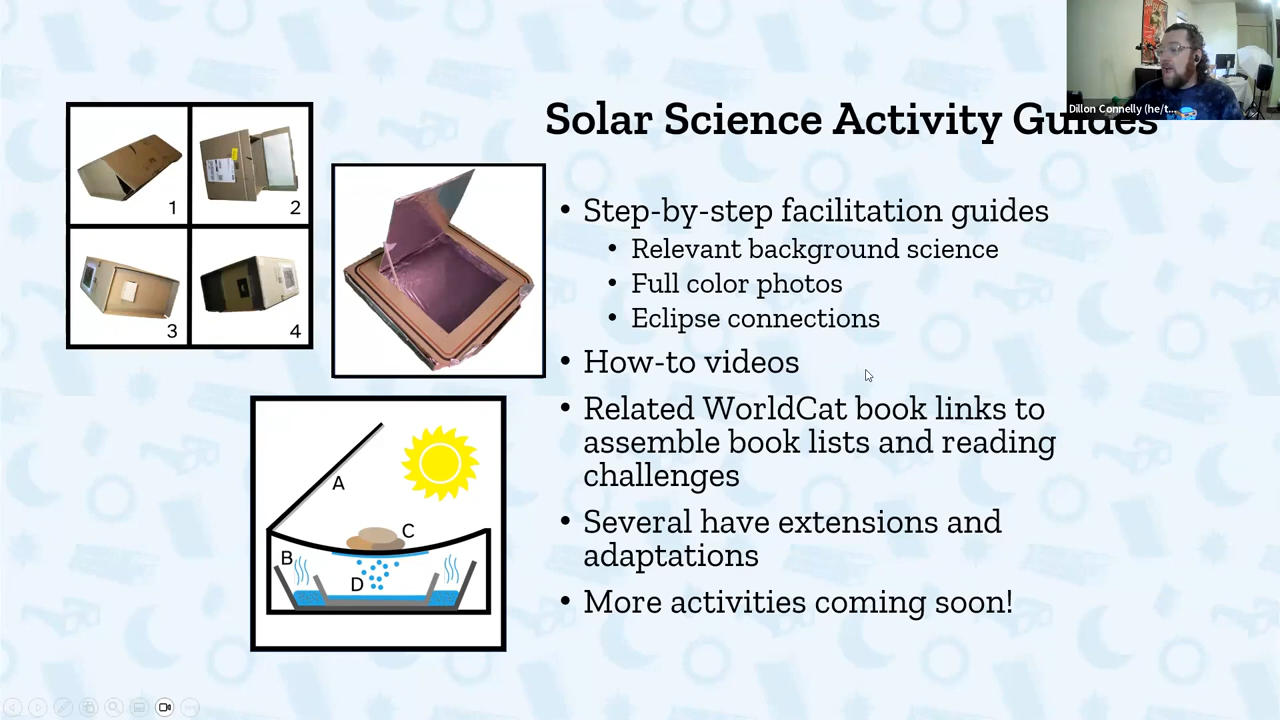 Dillon Connelly (he/t...
Solar Science Activity Guides
1
2
3
4
• Step-by-step facilitation guides
• Relevant background science
• Full color photos
• Eclipse connections
• How-to videos
• Related WorldCat book links to
assemble book lists and reading
challenges
• Several have extensions and
adaptations
• More activities coming soon!
A
B
C
D